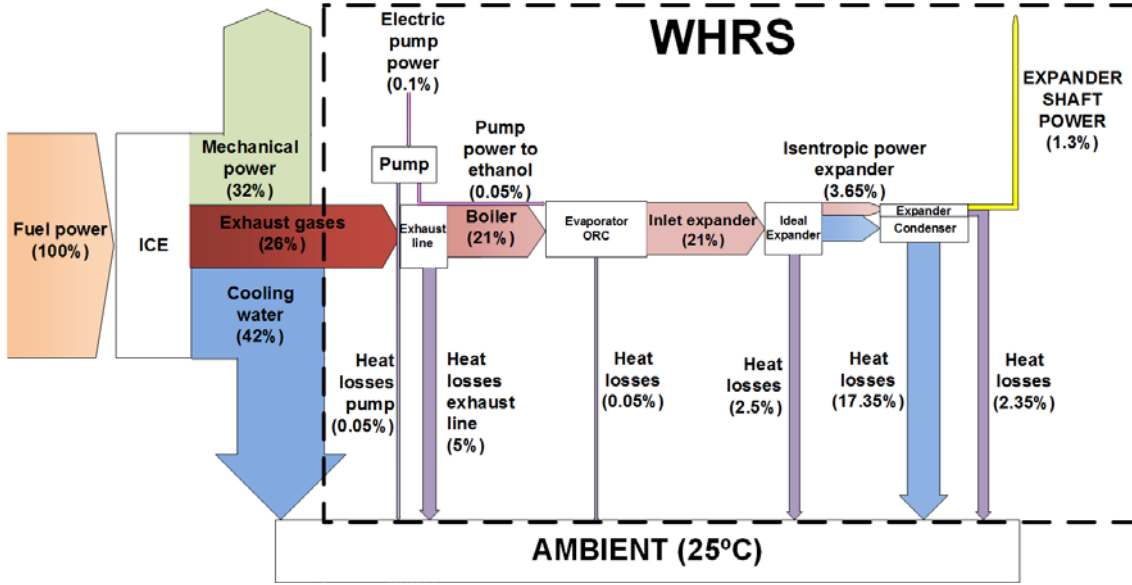 WHRS
Electric
pump
power
(0.1%)
EXPANDER
SHAFT
POWER
(1.3%)
Pump
Pump
power to
ethanol
(0.05%)
Isentropic power
expander
(3.65%)
Mechanical
power
(32%)
Fuel power
(100%)
ICE
Exhaust gases
(26%)
Exhaust
line
Boiler
(21%)
Evaporator
ORC
Inlet expander
(21%)
Ideal
Expander
Expander
Condenser
Cooling
water
(42%)
Heat
losses
pump
(0.05%)
Heat
losses
exhaust
line
(5%)
Heat
losses
(0.05%)
Heat
losses
(2.5%)
Heat
losses
(17.35%)
Heat
losses
(2.35%)
AMBIENT (25ºC)